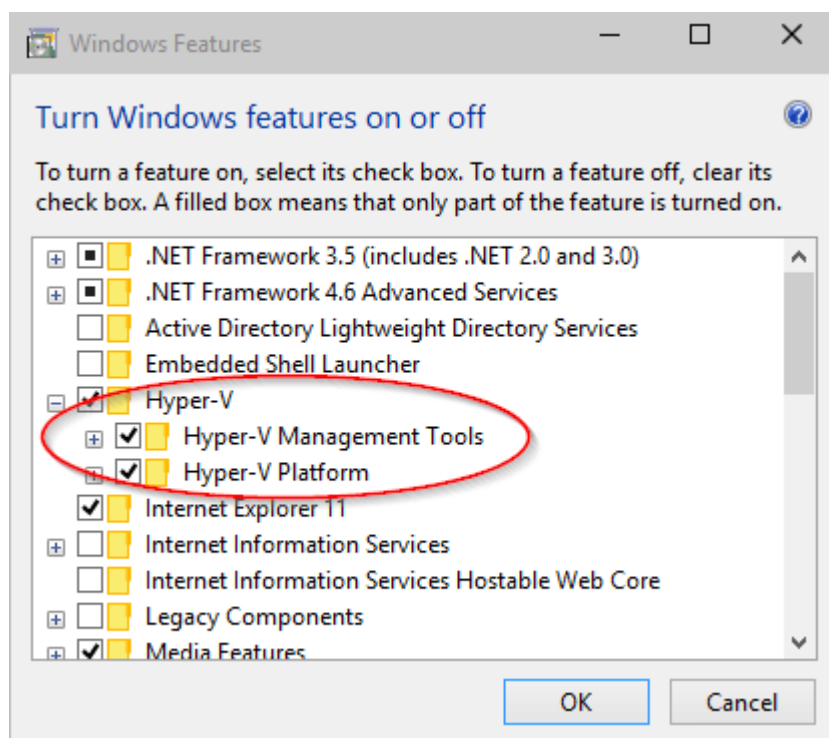 Windows Features
Turn Windows features on or off
To turn a feature on, select its check box. To turn a feature off, clear its
check box. A filled box means that only part of the feature is turned on.
.NET Framework 3.5 (includes .NET 2.0 and 3.0)
.NET Framework 4.6 Advanced Services
Active Directory Lightweight Directory Services
Embedded Shell Launcher
Hyper-V
Hyper-V Management Tools
Hyper-V Platform
Internet Explorer 11
Internet Information Services
Internet Information Services Hostable Web Core
Legacy Components
Media Features
OK Cancel